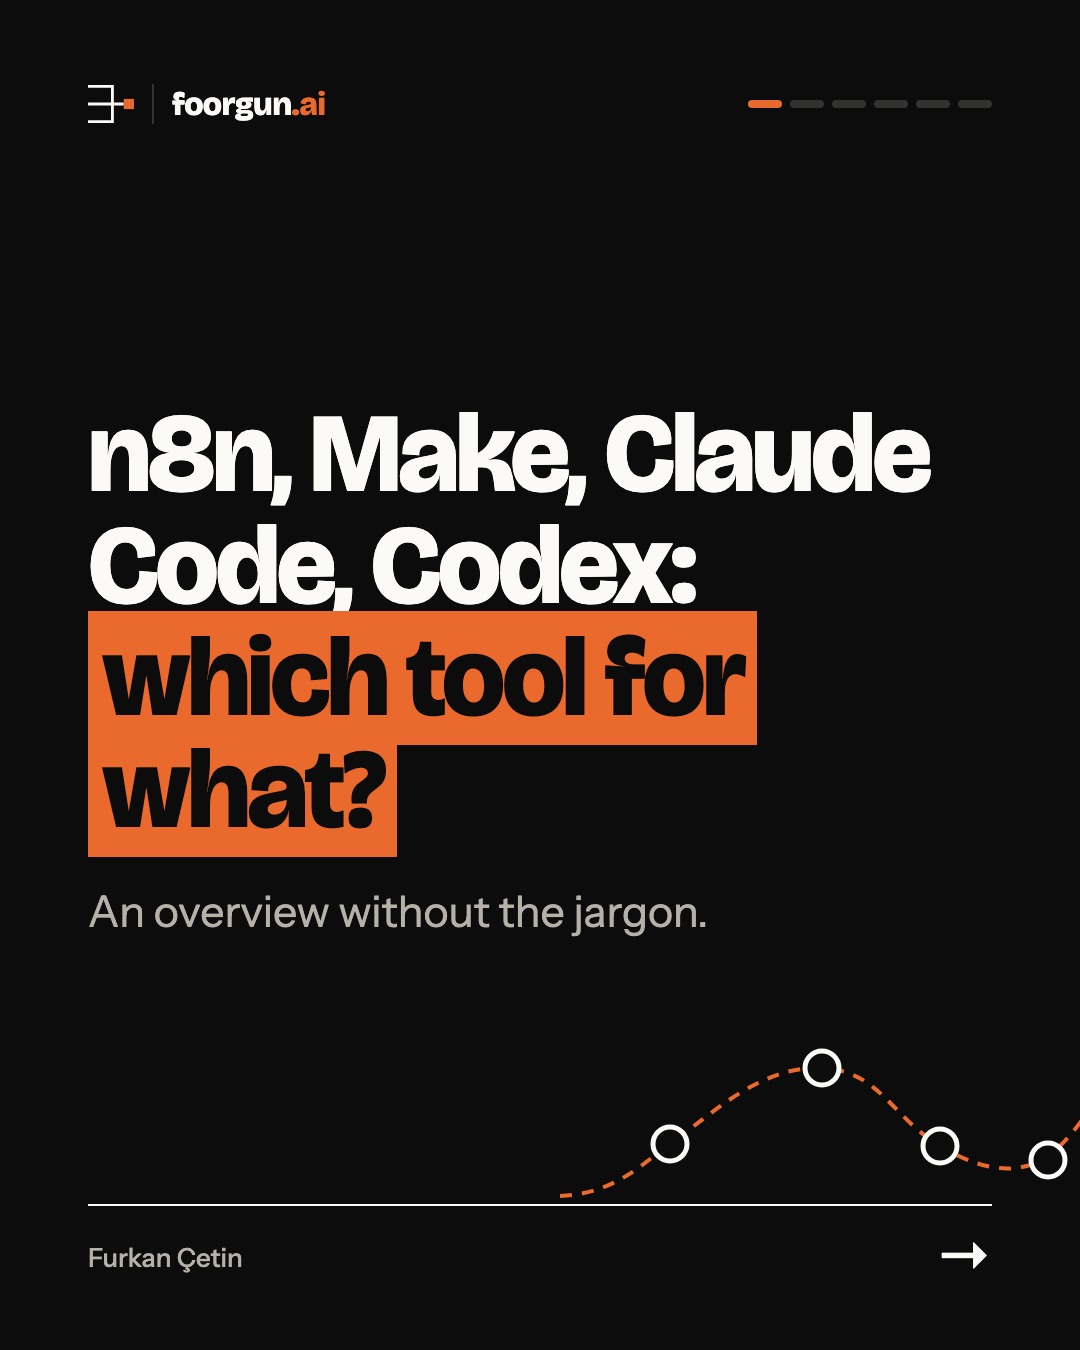 foorgun.ai
n8n, Make, Claude
Code, Codex:
which tool for
what?
An overview without the jargon.
Furkan Çetin